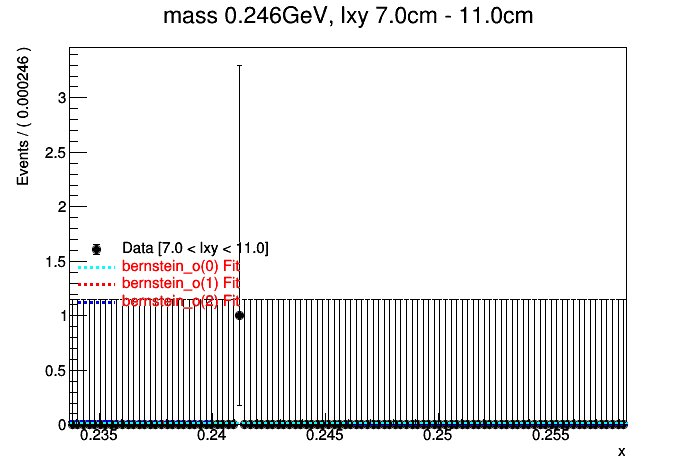 mass 0.246GeV, lxy 7.0cm - 11.0cm
Events / ( 0.000246 )
3
2.5
2
Data [7.0 < lxy < 11.0]
1.5
bernstein_o(0) Fit
bernstein_o(1) Fit
bernstein_o(2) Fit
1
0.5
0
0.235 0.24 0.245 0.25 0.255
x